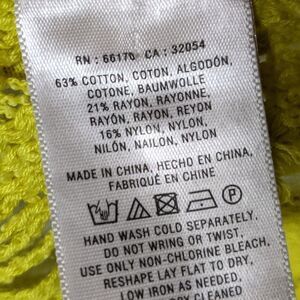 RN : 66170 CA : 32054
63% COTTON, COTON, ALGODÓN,
COTONE, BAUMWOLLE
21% RAYON, RAYONNE,
RAYÓN, RAYON, REYON
16% NYLON, NYLON,
NILÓN, NAILON, NYLON
MADE IN CHINA, HECHO EN CHINA,
FABRIQUÉ EN CHINE
P
HAND WASH COLD SEPARATELY.
DO NOT WRING OR TWIST.
USE ONLY NON-CHLORINE BLEACH.
RESHAPE LAY FLAT TO DRY.
LOW IRON AS NEEDED.
DRY CLEANED